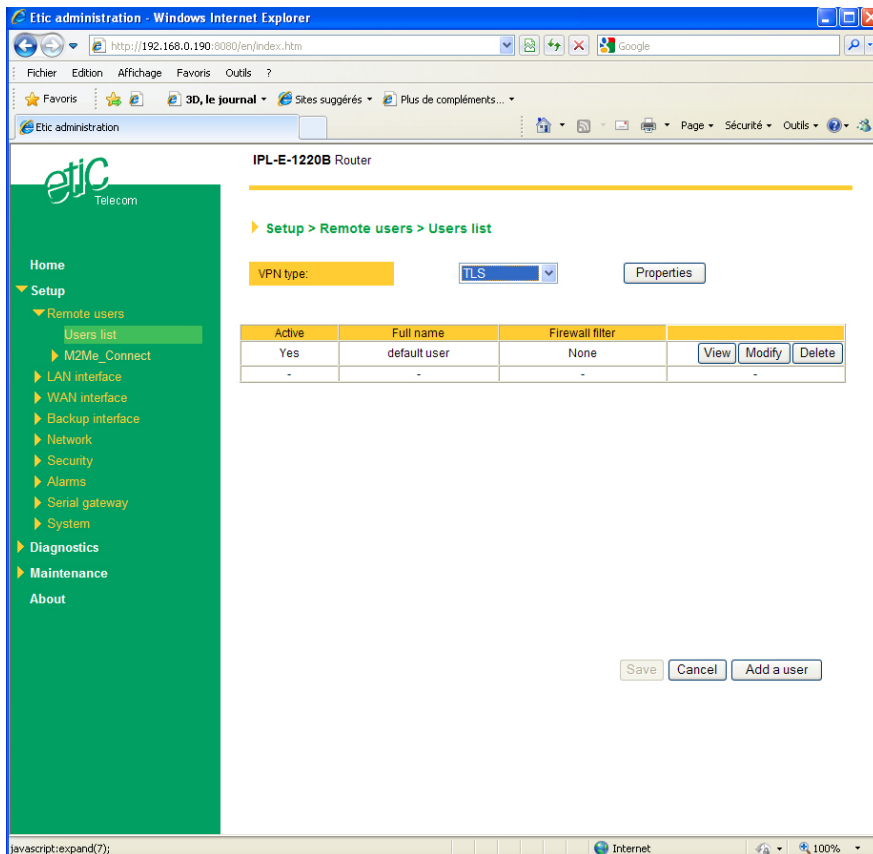 Etic administration - Windows Internet Explorer
http://192.168.0.190:8080/en/index.htm
Google
Fichier Edition Affichage Favoris Outils ?
Favoris 3D, le journal Sites suggérés Plus de compléments...
Etic administration Page Sécurité Outils
etic
Telecom
IPL-E-1220B Router
Setup > Remote users > Users list
VPN type: TLS Properties
Home
Setup
Remote users
Users list
M2Me_Connect
LAN interface
WAN interface
Backup interface
Network
Security
Alarms
Serial gateway
System
Diagnostics
Maintenance
About
Active Full name Firewall filter
Yes default user None View Modify Delete
- - - -
Save Cancel Add a user
javascript:expand(7); Internet 100%